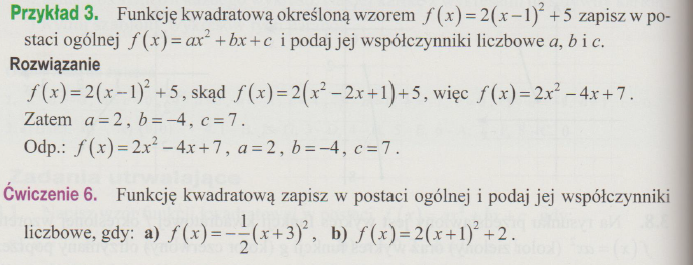 Przykład 3. Funkcję kwadratową określoną wzorem f(x)=2(x−1)²+5 zapisz w po-
staci ogólnej f(x)=ax²+bx+c i podaj jej współczynniki liczbowe a, b i c.
Rozwiązanie
f(x)=2(x−1)²+5, skąd f(x)=2(x²−2x+1)+5, więc f(x)=2x²−4x+7.
Zatem a=2, b=−4, c=7.
Odp.: f(x)=2x²−4x+7, a=2, b=−4, c=7.
Ćwiczenie 6. Funkcję kwadratową zapisz w postaci ogólnej i podaj jej współczynniki
liczbowe, gdy: a) f(x)=−\frac{1}{2}(x+3)², b) f(x)=2(x+1)²+2.